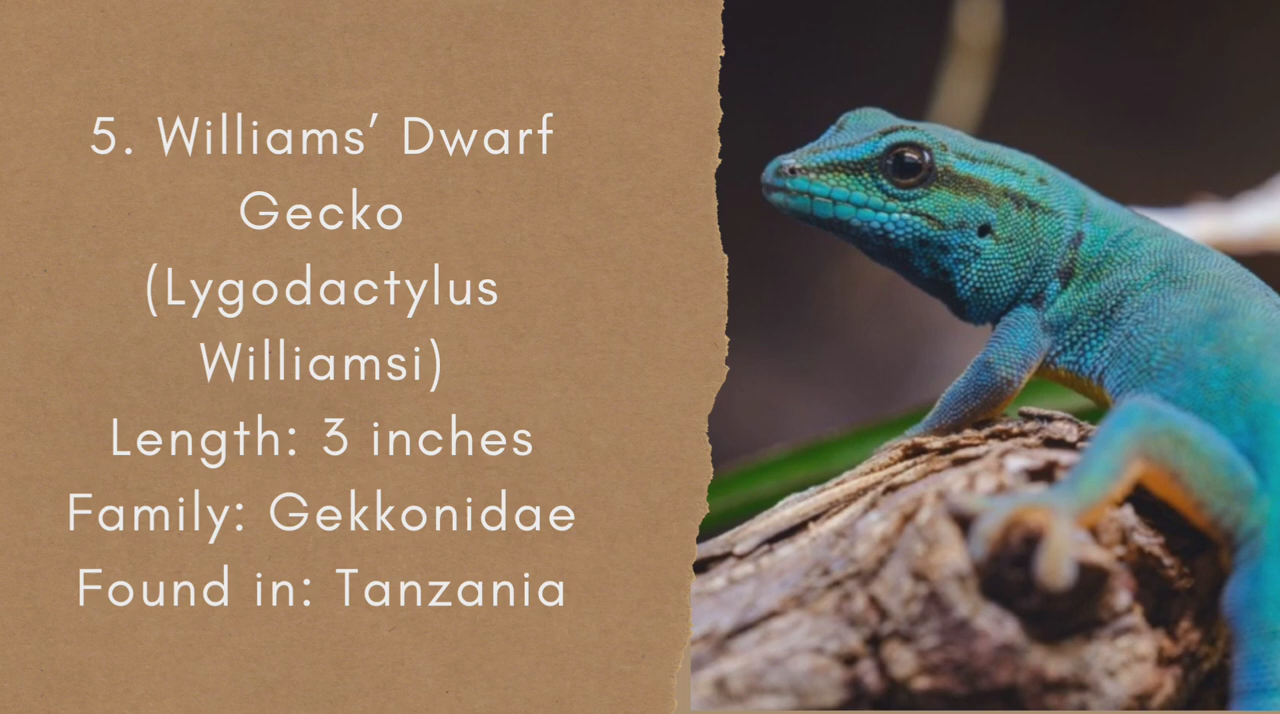 5. Williams’ Dwarf
Gecko
(Lygodactylus
Williamsi)
Length: 3 inches
Family: Gekkonidae
Found in: Tanzania